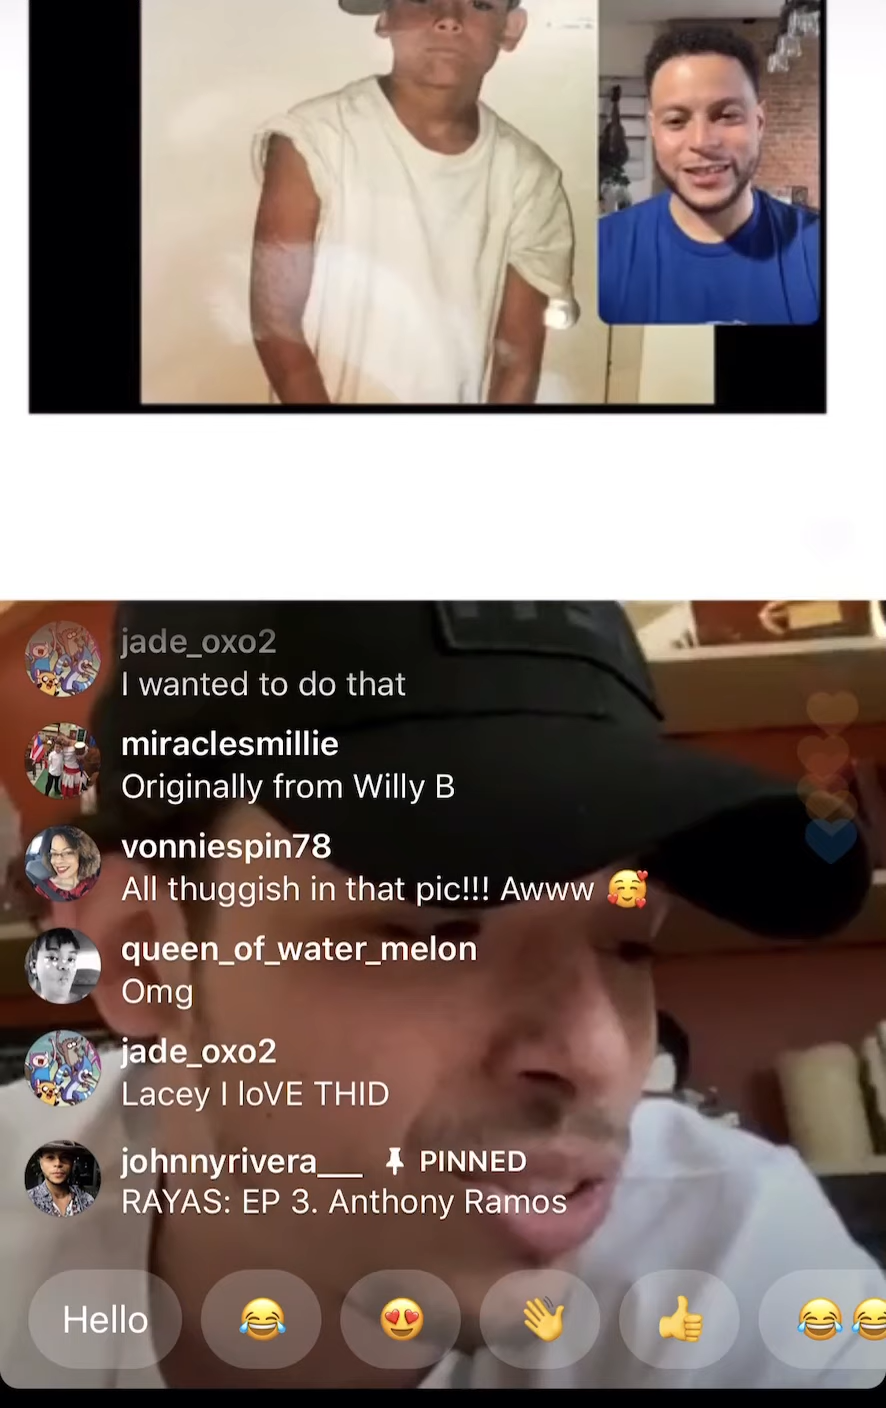 jade_oxo2
I wanted to do that
miraclesmillie
Originally from Willy B
vonniespin78
All thuggish in that pic!!! Awww 🥰
queen_of_water_melon
Omg
jade_oxo2
Lacey I loVE THID
johnnyrivera___ 📌 PINNED
RAYAS: EP 3. Anthony Ramos
Hello 😂 😍 👋 👍 😂😂